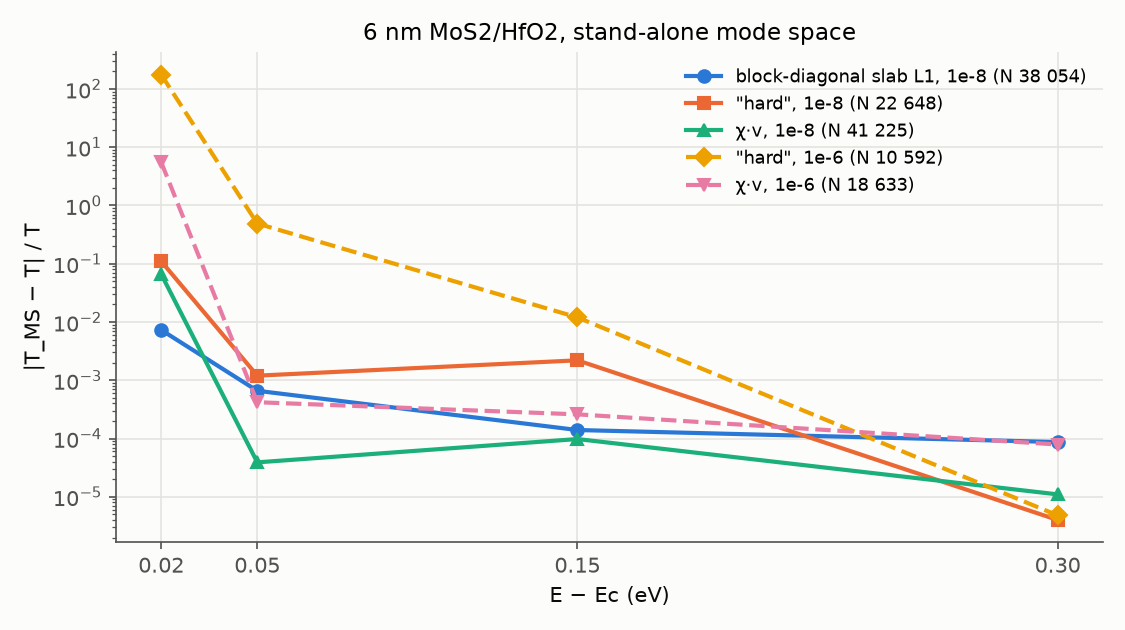 6 nm MoS2/HfO2, stand-alone mode space
block-diagonal slab L1, 1e-8 (N 38 054)
"hard", 1e-8 (N 22 648)
χ·v, 1e-8 (N 41 225)
"hard", 1e-6 (N 10 592)
χ·v, 1e-6 (N 18 633)
|T_MS − T| / T
10²
10¹
10⁰
10⁻¹
10⁻²
10⁻³
10⁻⁴
10⁻⁵
0.02 0.05 0.15 0.30
E − Ec (eV)